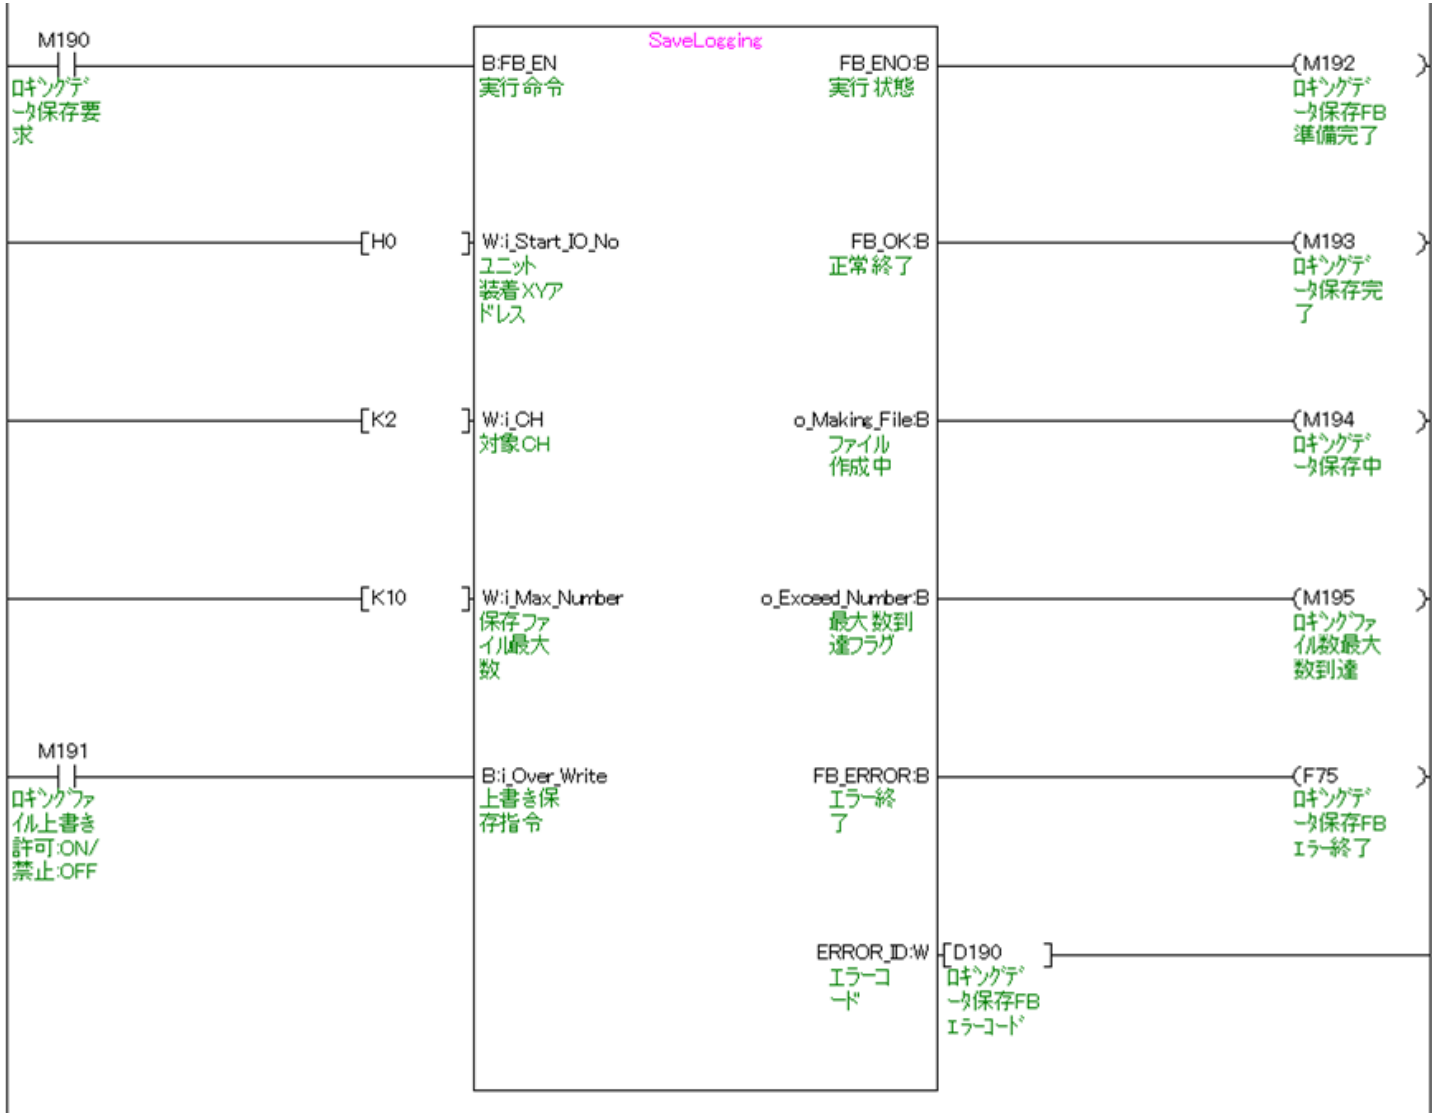 SaveLogging
M190
ﾛｷﾞﾝｸﾞﾃﾞ
ｰﾀ保存要
求
B:FB_EN
実行命令
FB_ENO:B
実行状態
(M192 )
ﾛｷﾞﾝｸﾞﾃﾞ
ｰﾀ保存FB
準備完了
[H0 ]
W:i_Start_IO_No
ユニット
装着XYア
ドレス
FB_OK:B
正常終了
(M193 )
ﾛｷﾞﾝｸﾞﾃﾞ
ｰﾀ保存完
了
[K2 ]
W:i_CH
対象CH
o_Making_File:B
ファイル
作成中
(M194 )
ﾛｷﾞﾝｸﾞﾃﾞ
ｰﾀ保存中
[K10 ]
W:i_Max_Number
保存ファ
イル最大
数
o_Exceed_Number:B
最大数到
達フラグ
(M195 )
ﾛｷﾞﾝｸﾞﾌｧ
ｲﾙ数最大
数到達
M191
ﾛｷﾞﾝｸﾞﾌｧ
ｲﾙ上書き
許可:ON/
禁止:OFF
B:i_Over_Write
上書き保
存指令
FB_ERROR:B
エラー終
了
(F75 )
ﾛｷﾞﾝｸﾞﾃﾞ
ｰﾀ保存FB
ｴﾗｰ終了
ERROR_ID:W
エラーコ
ード
[D190 ]
ﾛｷﾞﾝｸﾞﾃﾞ
ｰﾀ保存FB
ｴﾗｰｺｰﾄﾞ